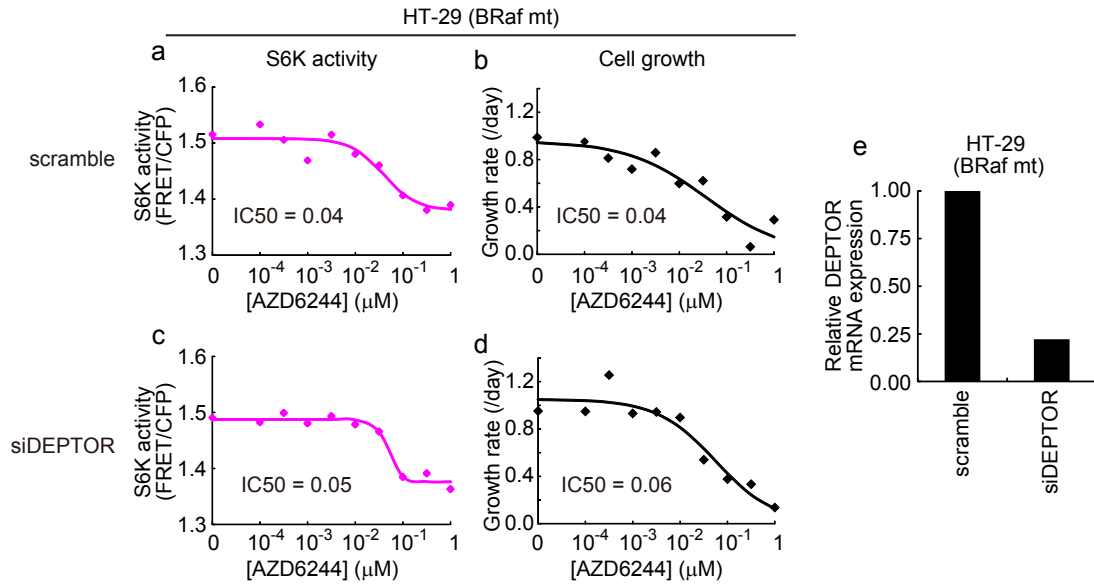 HT-29 (BRaf mt)
a
S6K activity
b
Cell growth
scramble
S6K activity
(FRET/CFP)
1.6
1.5
1.4
1.3
IC50 = 0.04
0 10⁻⁴ 10⁻³ 10⁻² 10⁻¹ 1
[AZD6244] (μM)
Growth rate (/day)
1.2
0.8
0.4
0.0
IC50 = 0.04
0 10⁻⁴ 10⁻³ 10⁻² 10⁻¹ 1
[AZD6244] (μM)
c
siDEPTOR
S6K activity
(FRET/CFP)
1.6
1.5
1.4
1.3
IC50 = 0.05
0 10⁻⁴ 10⁻³ 10⁻² 10⁻¹ 1
[AZD6244] (μM)
d
Growth rate (/day)
1.2
0.8
0.4
0.0
IC50 = 0.06
0 10⁻⁴ 10⁻³ 10⁻² 10⁻¹ 1
[AZD6244] (μM)
e
HT-29
(BRaf mt)
Relative DEPTOR
mRNA expression
1.00
0.75
0.50
0.25
0.00
scramble
siDEPTOR